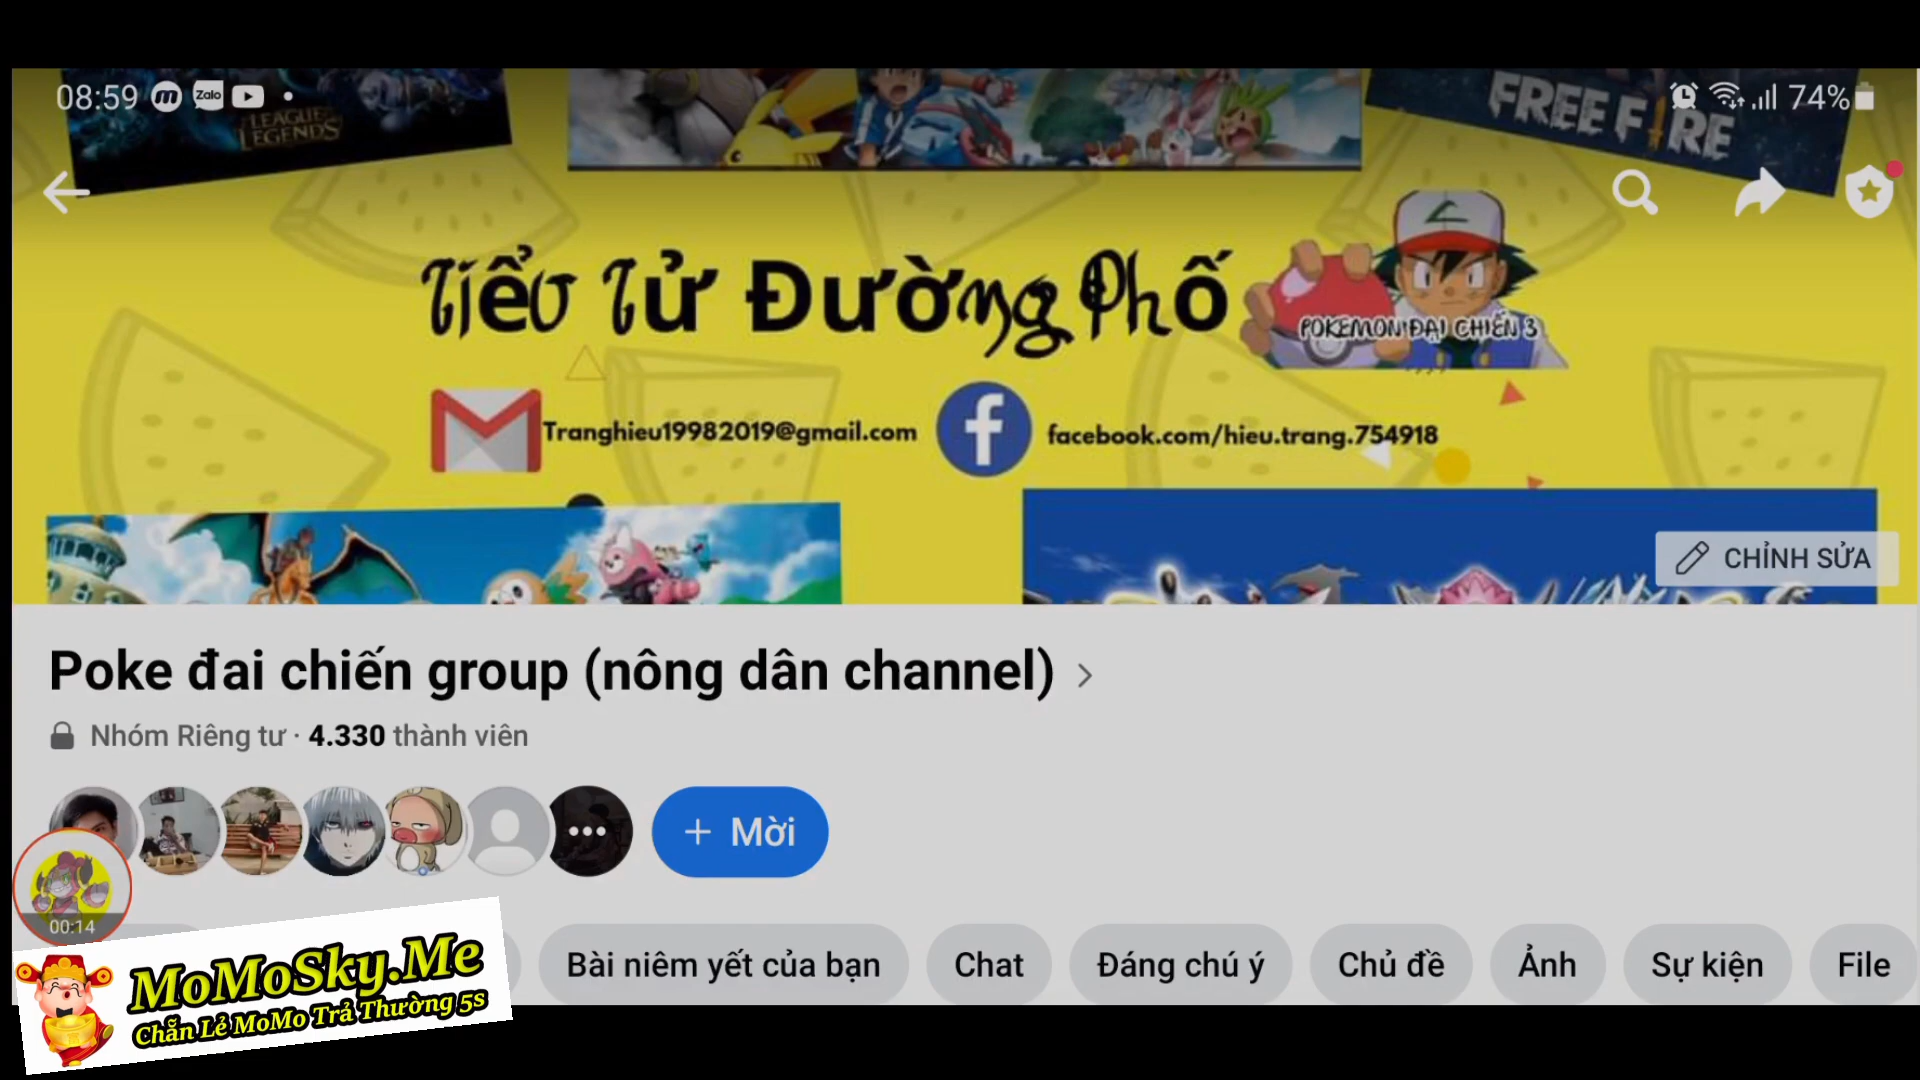 08:59 Zalo 74%
LEAGUE
LEGENDS
FREE FIRE
Tiểu Tử Đường Phố
POKEMON ĐẠI CHIẾN 3
Tranghieu19982019@gmail.com
facebook.com/hieu.trang.754918
CHỈNH SỬA
Poke đai chiến group (nông dân channel)
Nhóm Riêng tư · 4.330 thành viên
+ Mời
00:14
Bài niêm yết của bạn Chat Đáng chú ý Chủ đề Ảnh Sự kiện File
MoMoSky.Me
Chẵn Lẻ MoMo Trả Thưởng 5s